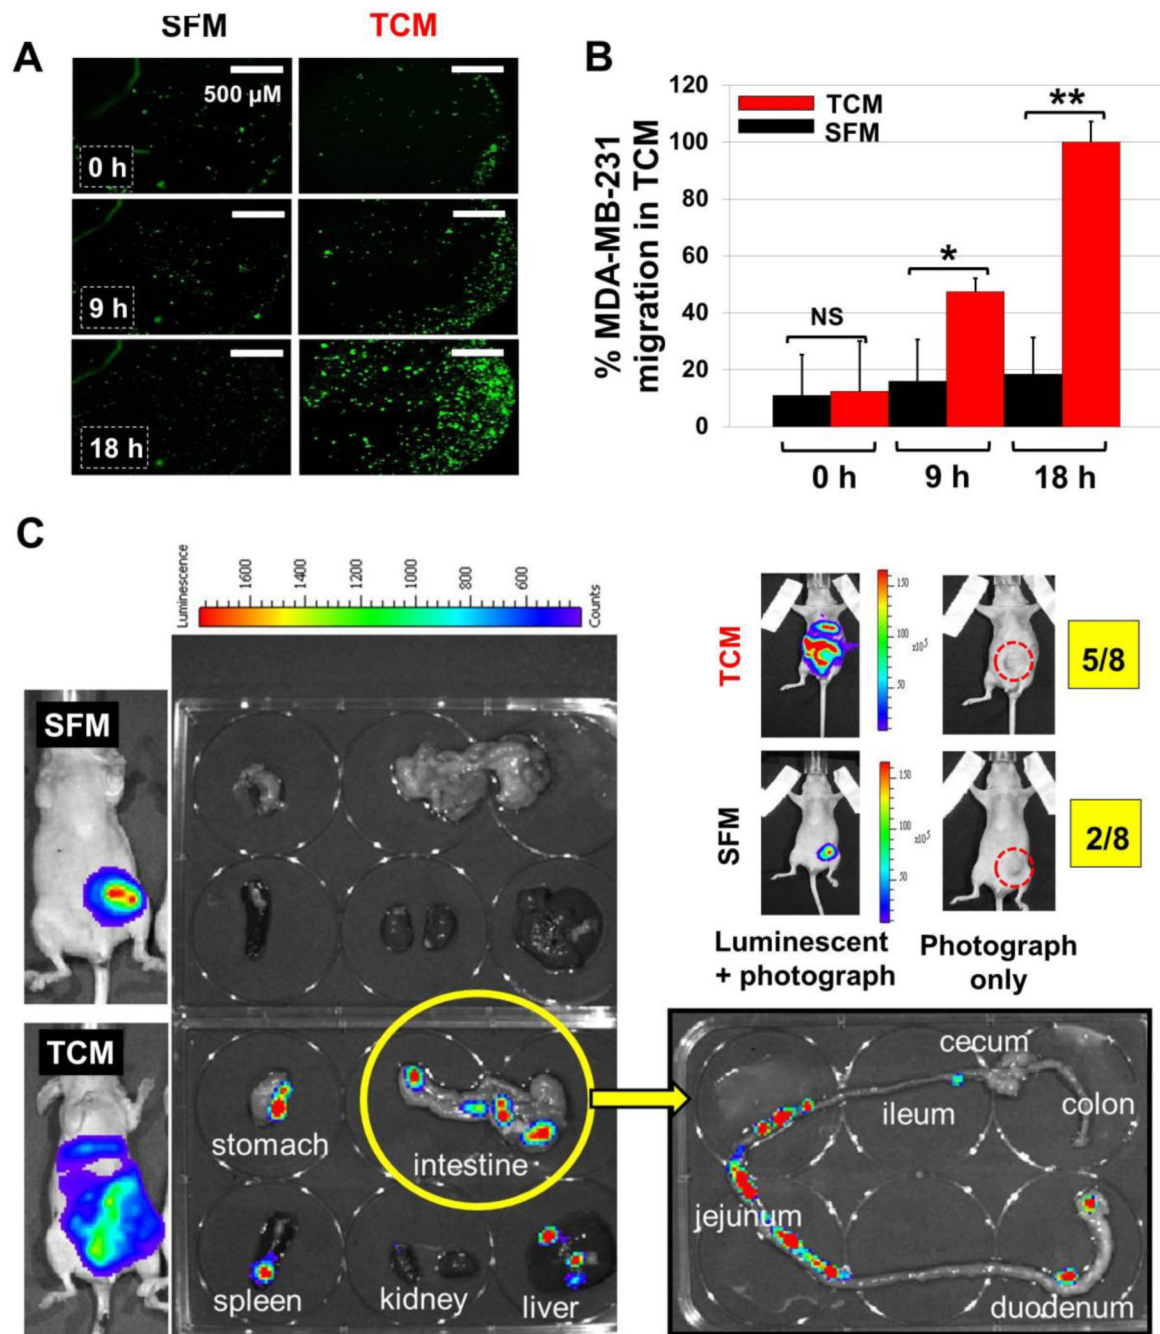 SFM TCM
A
500 μM
0 h
9 h
18 h
B
% MDA-MB-231
migration in TCM
120
100
80
60
40
20
0
TCM
SFM
NS
*
**
0 h 9 h 18 h
C
Luminescence
1600 1400 1200 1000 800 600
Counts
SFM
TCM
stomach
intestine
spleen
kidney
liver
TCM
150
100
x10⁵
50
5/8
SFM
150
100
x10⁵
50
2/8
Luminescent
+ photograph
Photograph
only
cecum
ileum
colon
jejunum
duodenum